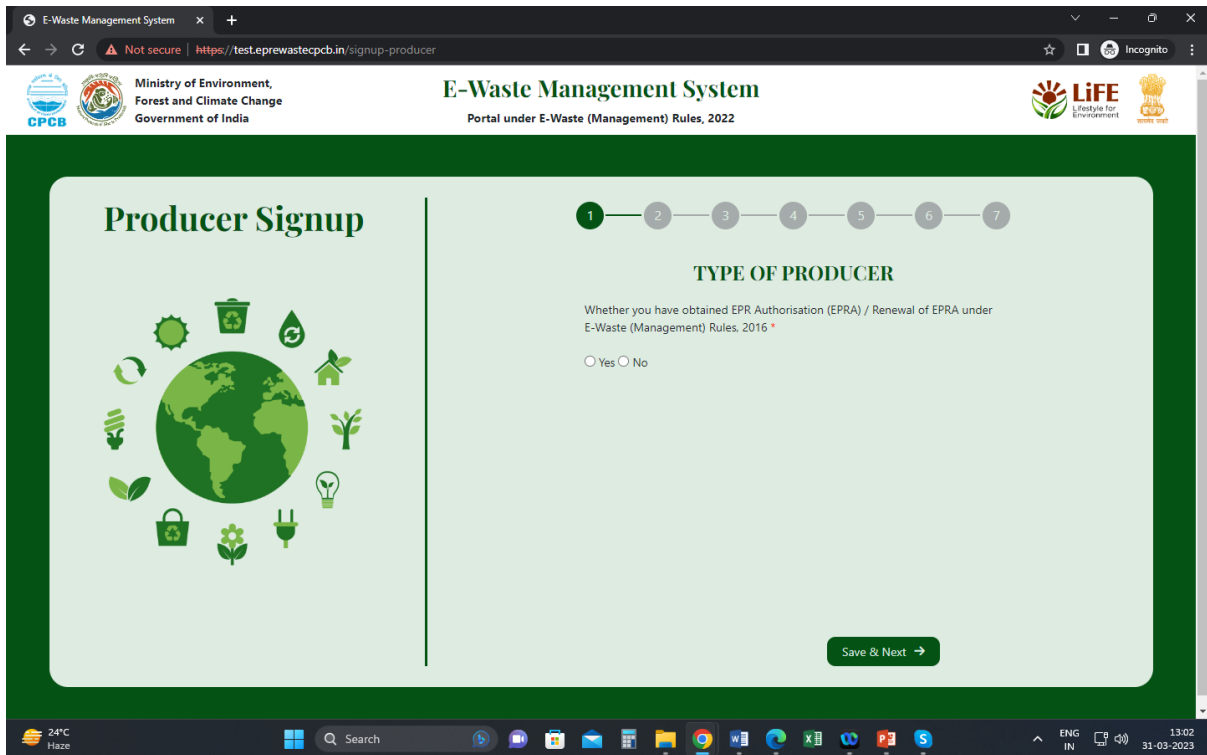 E-Waste Management System
Not secure | https://test.eprewastecpcb.in/signup-producer
Incognito
CPCB
Ministry of Environment,
Forest and Climate Change
Government of India
E-Waste Management System
Portal under E-Waste (Management) Rules, 2022
LiFE
Lifestyle for
Environment
सत्यमेव जयते
Producer Signup
1 2 3 4 5 6 7
TYPE OF PRODUCER
Whether you have obtained EPR Authorisation (EPRA) / Renewal of EPRA under
E-Waste (Management) Rules, 2016 *
Yes No
Save & Next →
24°C
Haze
Search
ENG
IN
13:02
31-03-2023